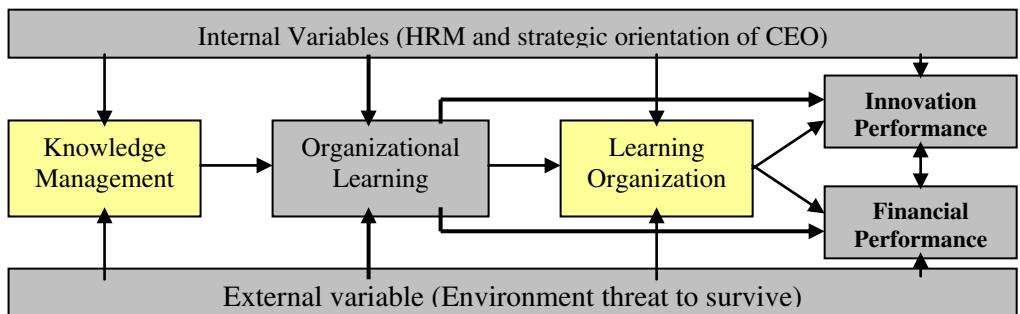 Internal Variables (HRM and strategic orientation of CEO)
Knowledge
Management
Organizational
Learning
Learning
Organization
Innovation
Performance
Financial
Performance
External variable (Environment threat to survive)